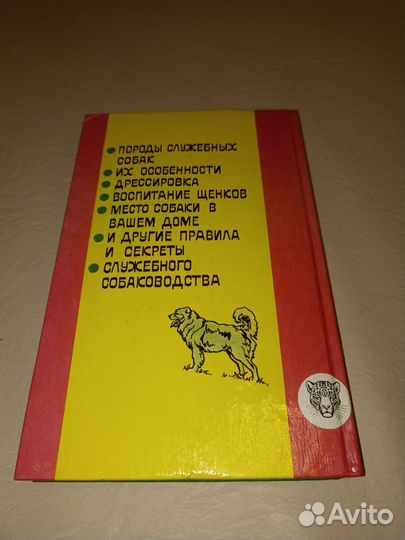 • ПОРОДЫ СЛУЖЕБНЫХ
СОБАК
• ИХ ОСОБЕННОСТИ
• ДРЕССИРОВКА
• ВОСПИТАНИЕ ЩЕНКОВ
• МЕСТО СОБАКИ В
ВАШЕМ ДОМЕ
• И ДРУГИЕ ПРАВИЛА
И СЕКРЕТЫ
• СЛУЖЕБНОГО
СОБАКОВОДСТВА
Avito